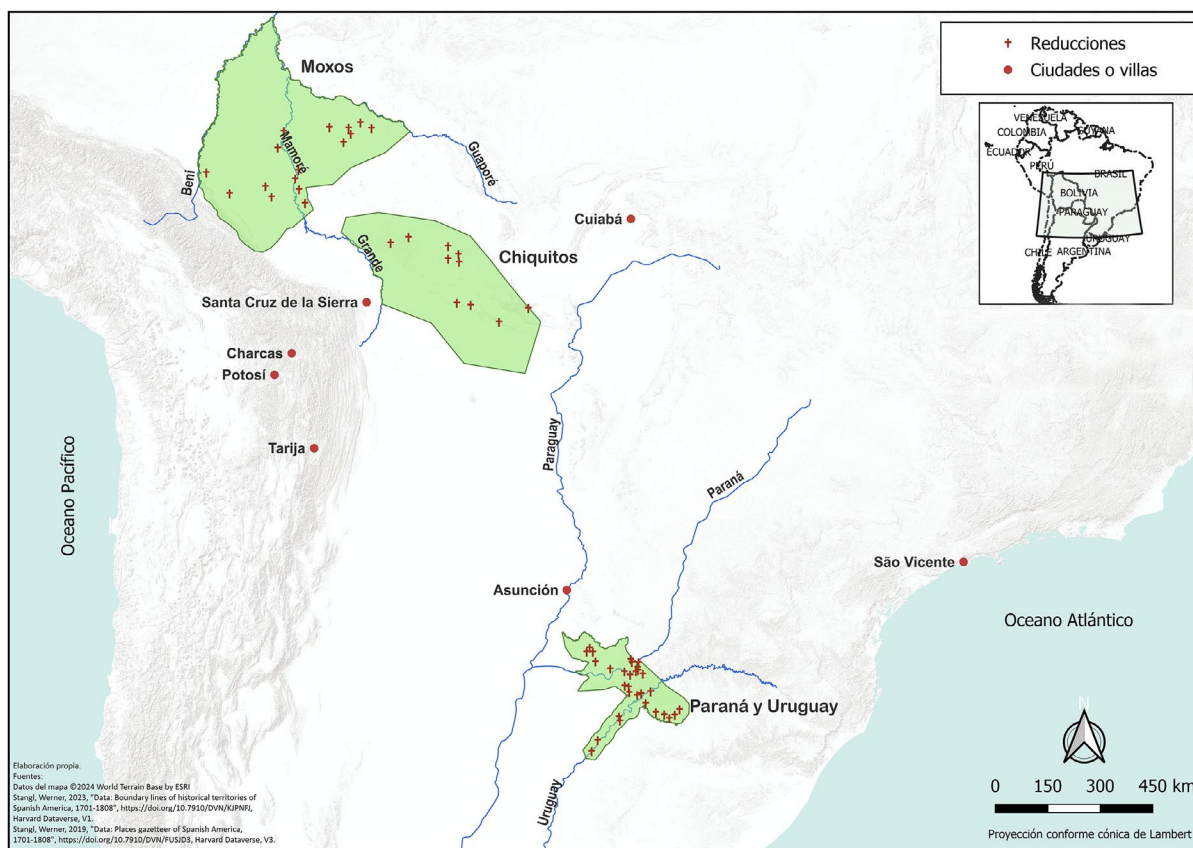 Moxos
Mamoré
Beni
Guaporé
Grande
Chiquitos
Cuiabá
Santa Cruz de la Sierra
Charcas
Potosí
Tarija
Oceano Pacífico
Paraguay
Paraná
Asunción
São Vicente
Oceano Atlántico
Paraná y Uruguay
Uruguay
Reducciones
Ciudades o villas
VENEZUELA
COLOMBIA
GUYANA
ECUADOR
PERÚ
BRASIL
BOLIVIA
PARAGUAY
URUGUAY
CHILE
ARGENTINA
N
0 150 300 450 km
Proyección conforme cónica de Lambert
Elaboración propia.
Fuentes:
Datos del mapa ©2024 World Terrain Base by ESRI
Stangl, Werner, 2023, "Data: Boundary lines of historical territories of
Spanish America, 1701-1808", https://doi.org/10.7910/DVN/KJPNFJ,
Harvard Dataverse, V1.
Stangl, Werner, 2019, "Data: Places gazetteer of Spanish America,
1701-1808", https://doi.org/10.7910/DVN/FUSJD3, Harvard Dataverse, V3.